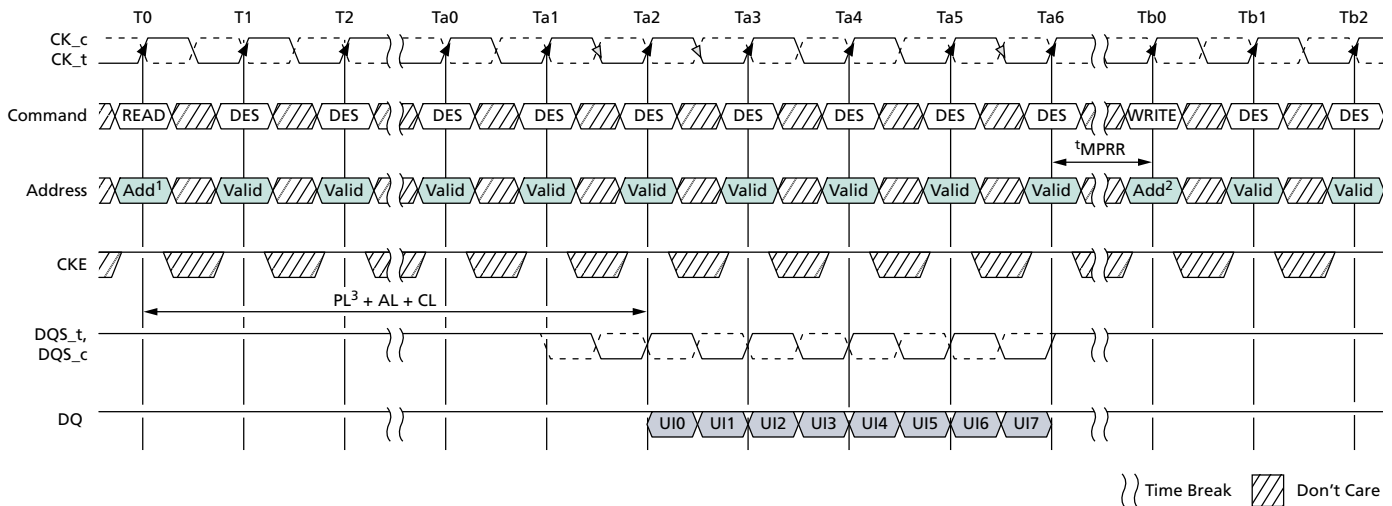 T0 T1 T2 Ta0 Ta1 Ta2 Ta3 Ta4 Ta5 Ta6 Tb0 Tb1 Tb2
CK_c
CK_t
Command READ DES DES DES DES DES DES DES DES DES WRITE DES DES
tMPRR
Address Add1 Valid Valid Valid Valid Valid Valid Valid Valid Valid Add2 Valid Valid
CKE
PL3 + AL + CL
DQS_t,
DQS_c
DQ UI0 UI1 UI2 UI3 UI4 UI5 UI6 UI7
Time Break Don't Care